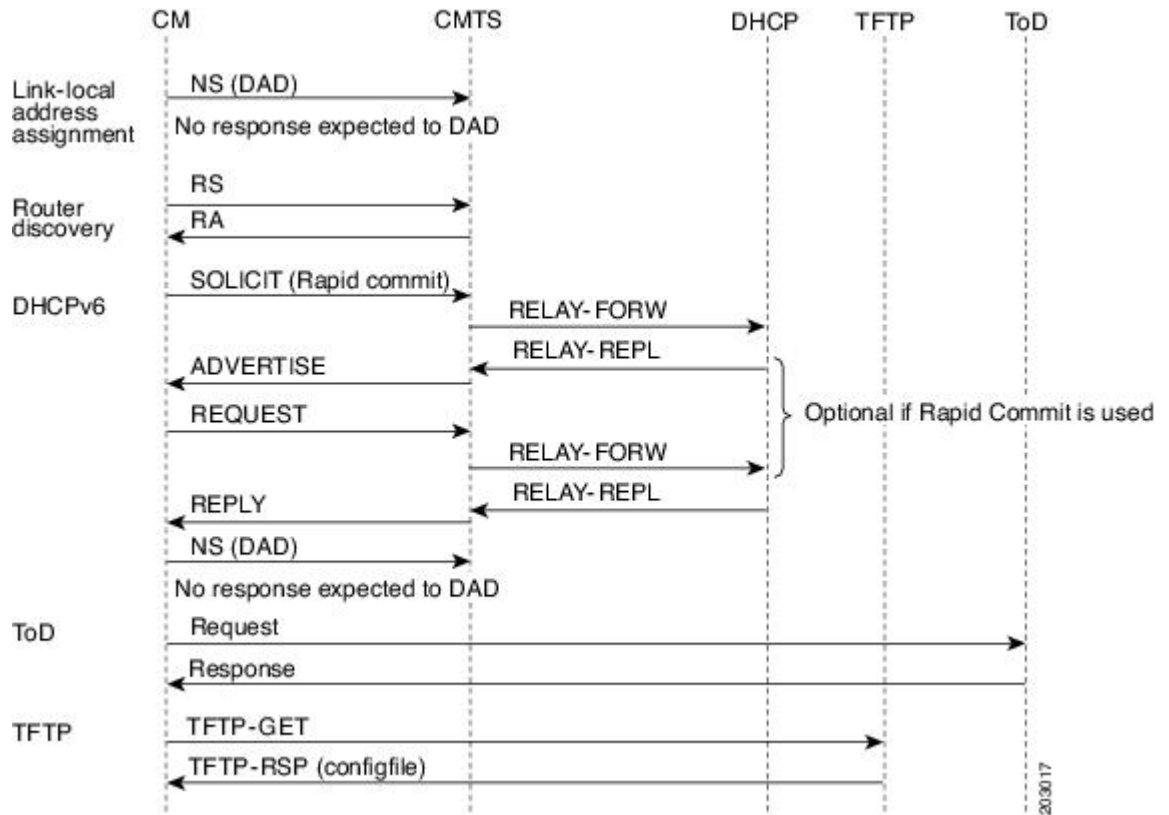 CM CMTS DHCP TFTP ToD
Link-local
address
assignment
NS (DAD)
No response expected to DAD
Router
discovery
RS
RA
DHCPv6
SOLICIT (Rapid commit)
RELAY-FORW
RELAY-REPL
ADVERTISE
REQUEST
Optional if Rapid Commit is used
RELAY-FORW
RELAY-REPL
REPLY
NS (DAD)
No response expected to DAD
ToD
Request
Response
TFTP
TFTP-GET
TFTP-RSP (configfile)
203017